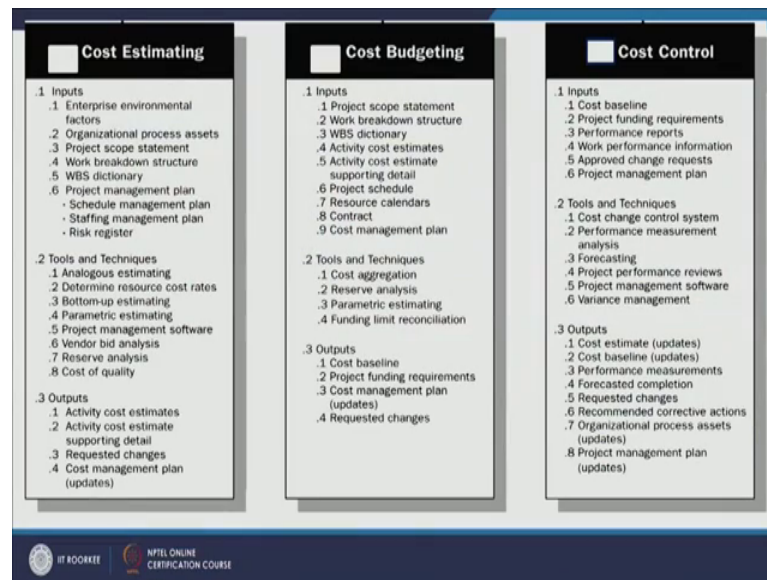 Cost Estimating
.1 Inputs
.1 Enterprise environmental
factors
.2 Organizational process assets
.3 Project scope statement
.4 Work breakdown structure
.5 WBS dictionary
.6 Project management plan
• Schedule management plan
• Staffing management plan
• Risk register
.2 Tools and Techniques
.1 Analogous estimating
.2 Determine resource cost rates
.3 Bottom-up estimating
.4 Parametric estimating
.5 Project management software
.6 Vendor bid analysis
.7 Reserve analysis
.8 Cost of quality
.3 Outputs
.1 Activity cost estimates
.2 Activity cost estimate
supporting detail
.3 Requested changes
.4 Cost management plan
(updates)
Cost Budgeting
.1 Inputs
.1 Project scope statement
.2 Work breakdown structure
.3 WBS dictionary
.4 Activity cost estimates
.5 Activity cost estimate
supporting detail
.6 Project schedule
.7 Resource calendars
.8 Contract
.9 Cost management plan
.2 Tools and Techniques
.1 Cost aggregation
.2 Reserve analysis
.3 Parametric estimating
.4 Funding limit reconciliation
.3 Outputs
.1 Cost baseline
.2 Project funding requirements
.3 Cost management plan
(updates)
.4 Requested changes
Cost Control
.1 Inputs
.1 Cost baseline
.2 Project funding requirements
.3 Performance reports
.4 Work performance information
.5 Approved change requests
.6 Project management plan
.2 Tools and Techniques
.1 Cost change control system
.2 Performance measurement
analysis
.3 Forecasting
.4 Project performance reviews
.5 Project management software
.6 Variance management
.3 Outputs
.1 Cost estimate (updates)
.2 Cost baseline (updates)
.3 Performance measurements
.4 Forecasted completion
.5 Requested changes
.6 Recommended corrective actions
.7 Organizational process assets
(updates)
.8 Project management plan
(updates)
IIT ROORKEE
NPTEL ONLINE
CERTIFICATION COURSE